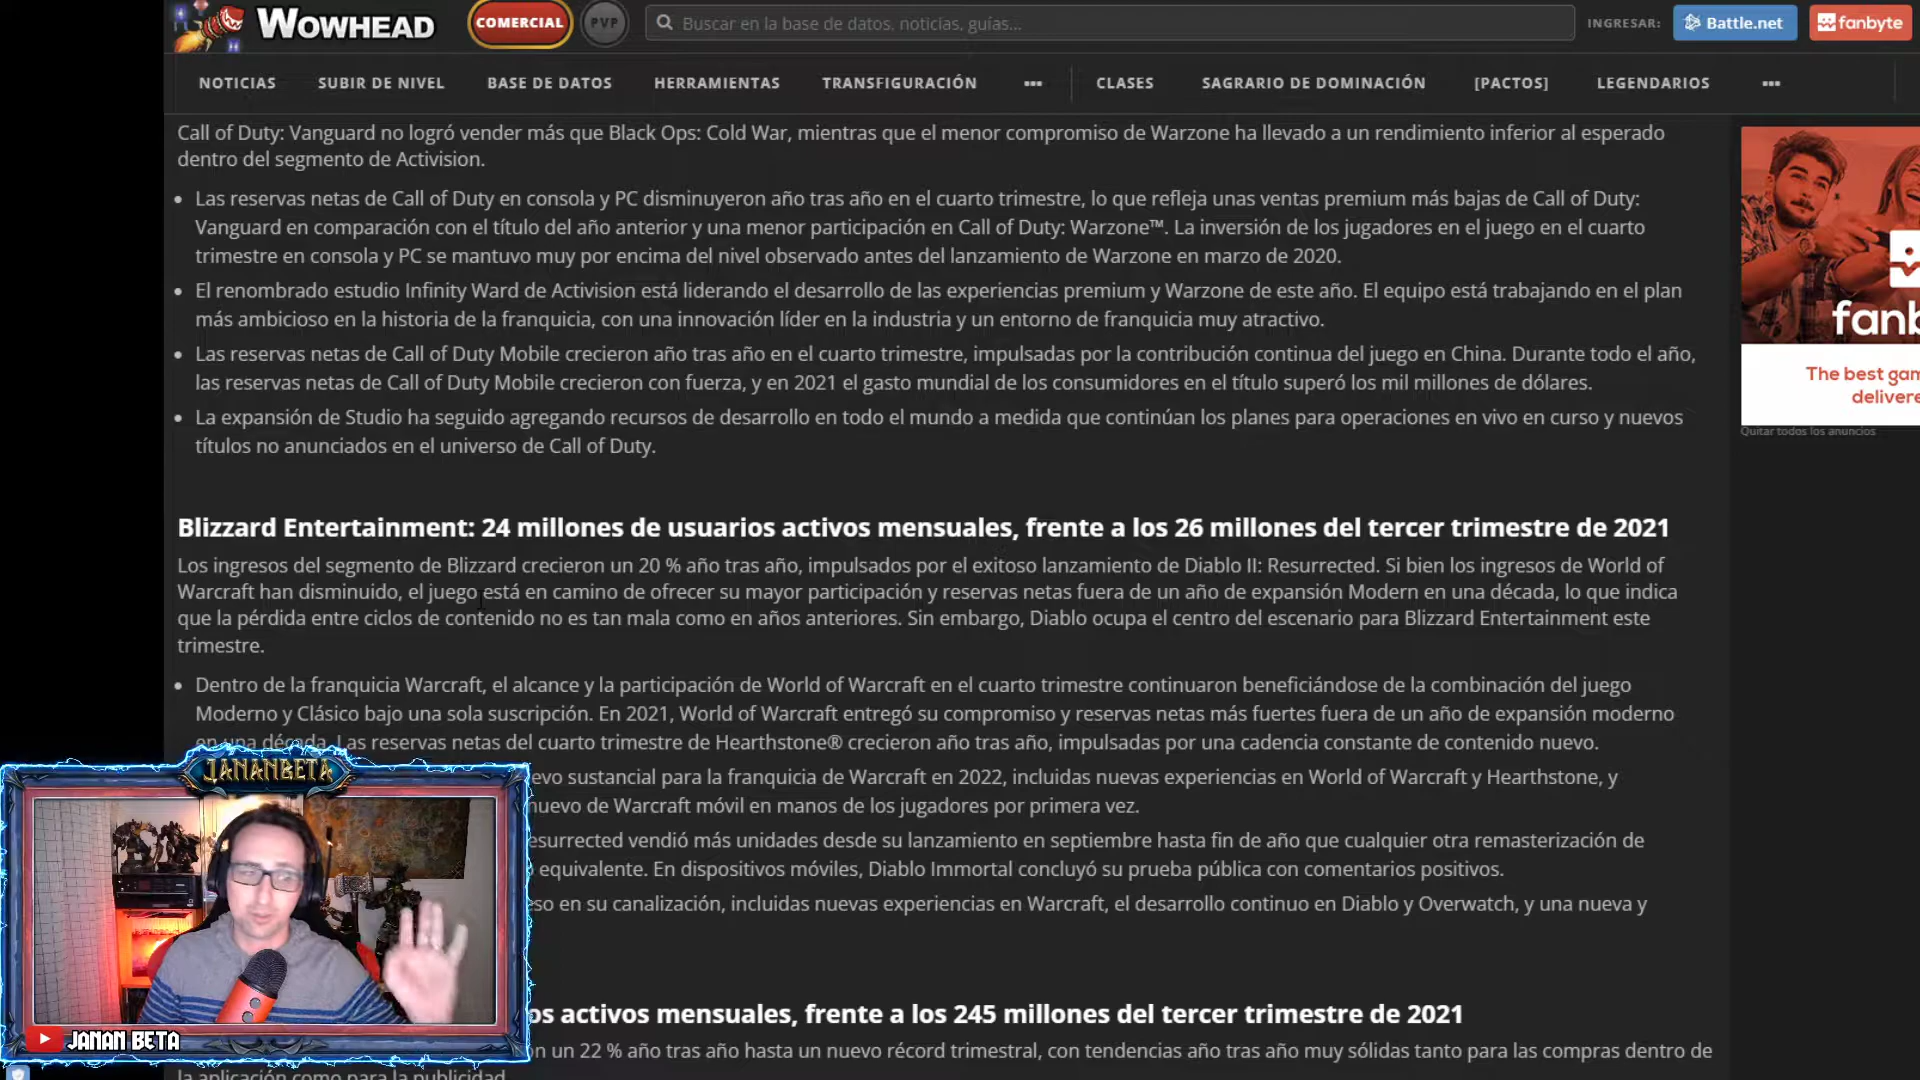 WOWHEAD
COMERCIAL
PVP
Buscar en la base de datos, noticias, guías...
INGRESAR:
Battle.net
fanbyte
NOTICIAS
SUBIR DE NIVEL
BASE DE DATOS
HERRAMIENTAS
TRANSFIGURACIÓN
CLASES
SAGRARIO DE DOMINACIÓN
[PACTOS]
LEGENDARIOS
Call of Duty: Vanguard no logró vender más que Black Ops: Cold War, mientras que el menor compromiso de Warzone ha llevado a un rendimiento inferior al esperado
dentro del segmento de Activision.
Las reservas netas de Call of Duty en consola y PC disminuyeron año tras año en el cuarto trimestre, lo que refleja unas ventas premium más bajas de Call of Duty:
Vanguard en comparación con el título del año anterior y una menor participación en Call of Duty: Warzone™. La inversión de los jugadores en el juego en el cuarto
trimestre en consola y PC se mantuvo muy por encima del nivel observado antes del lanzamiento de Warzone en marzo de 2020.
El renombrado estudio Infinity Ward de Activision está liderando el desarrollo de las experiencias premium y Warzone de este año. El equipo está trabajando en el plan
más ambicioso en la historia de la franquicia, con una innovación líder en la industria y un entorno de franquicia muy atractivo.
Las reservas netas de Call of Duty Mobile crecieron año tras año en el cuarto trimestre, impulsadas por la contribución continua del juego en China. Durante todo el año,
las reservas netas de Call of Duty Mobile crecieron con fuerza, y en 2021 el gasto mundial de los consumidores en el título superó los mil millones de dólares.
La expansión de Studio ha seguido agregando recursos de desarrollo en todo el mundo a medida que continúan los planes para operaciones en vivo en curso y nuevos
títulos no anunciados en el universo de Call of Duty.
fanb
The best gam
delivere
Quitar todos los anuncios
Blizzard Entertainment: 24 millones de usuarios activos mensuales, frente a los 26 millones del tercer trimestre de 2021
Los ingresos del segmento de Blizzard crecieron un 20 % año tras año, impulsados por el exitoso lanzamiento de Diablo II: Resurrected. Si bien los ingresos de World of
Warcraft han disminuido, el juego está en camino de ofrecer su mayor participación y reservas netas fuera de un año de expansión Modern en una década, lo que indica
que la pérdida entre ciclos de contenido no es tan mala como en años anteriores. Sin embargo, Diablo ocupa el centro del escenario para Blizzard Entertainment este
trimestre.
Dentro de la franquicia Warcraft, el alcance y la participación de World of Warcraft en el cuarto trimestre continuaron beneficiándose de la combinación del juego
Moderno y Clásico bajo una sola suscripción. En 2021, World of Warcraft entregó su compromiso y reservas netas más fuertes fuera de un año de expansión moderno
en una década. Las reservas netas del cuarto trimestre de Hearthstone® crecieron año tras año, impulsadas por una cadencia constante de contenido nuevo.
evo sustancial para la franquicia de Warcraft en 2022, incluidas nuevas experiencias en World of Warcraft y Hearthstone, y
nuevo de Warcraft móvil en manos de los jugadores por primera vez.
esurrected vendió más unidades desde su lanzamiento en septiembre hasta fin de año que cualquier otra remasterización de
equivalente. En dispositivos móviles, Diablo Immortal concluyó su prueba pública con comentarios positivos.
so en su canalización, incluidas nuevas experiencias en Warcraft, el desarrollo continuo en Diablo y Overwatch, y una nueva y
os activos mensuales, frente a los 245 millones del tercer trimestre de 2021
n un 22 % año tras año hasta un nuevo récord trimestral, con tendencias año tras año muy sólidas tanto para las compras dentro de
la aplicación como para la publicidad.
JANANBETA
JANAN BETA